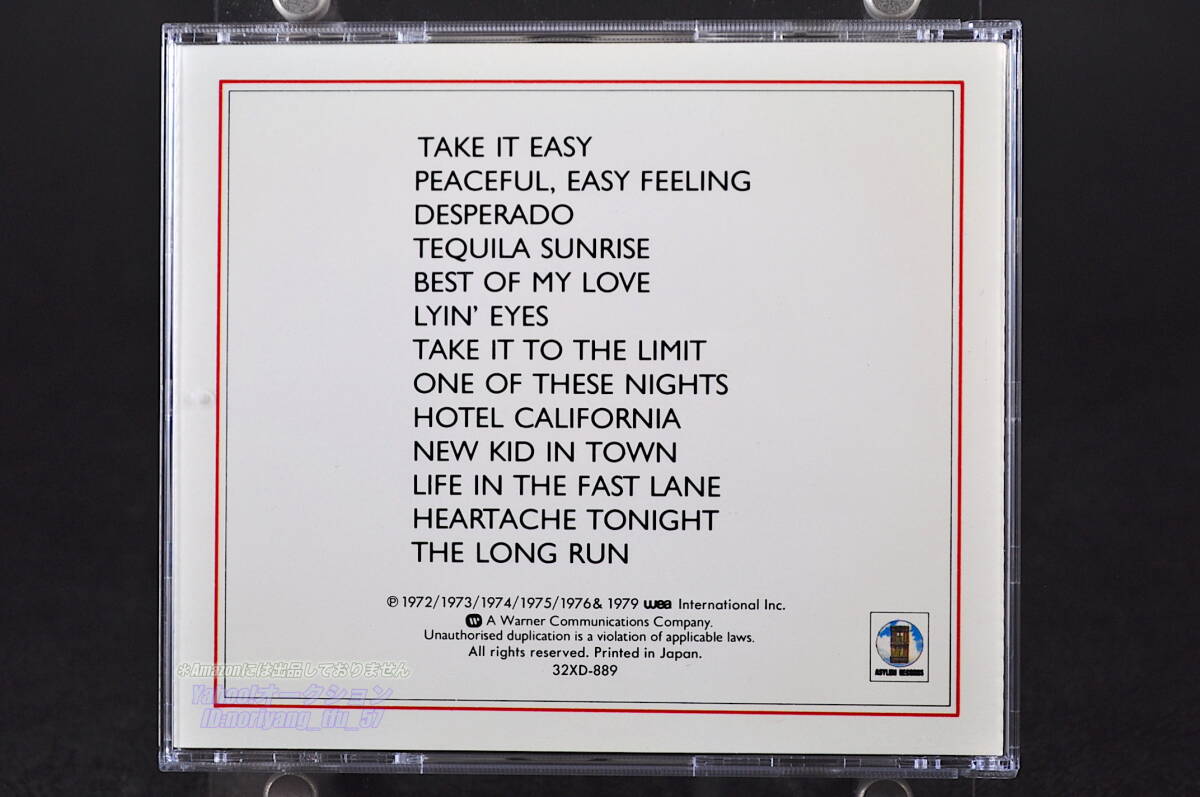 TAKE IT EASY
PEACEFUL, EASY FEELING
DESPERADO
TEQUILA SUNRISE
BEST OF MY LOVE
LYIN' EYES
TAKE IT TO THE LIMIT
ONE OF THESE NIGHTS
HOTEL CALIFORNIA
NEW KID IN TOWN
LIFE IN THE FAST LANE
HEARTACHE TONIGHT
THE LONG RUN
℗ 1972/1973/1974/1975/1976& 1979 wea International Inc.
A Warner Communications Company.
Unauthorised duplication is a violation of applicable laws.
All rights reserved. Printed in Japan.
32XD-889
ASYLUM RECORDS
*Amazonには出品しておりません
Yahoo!オークション